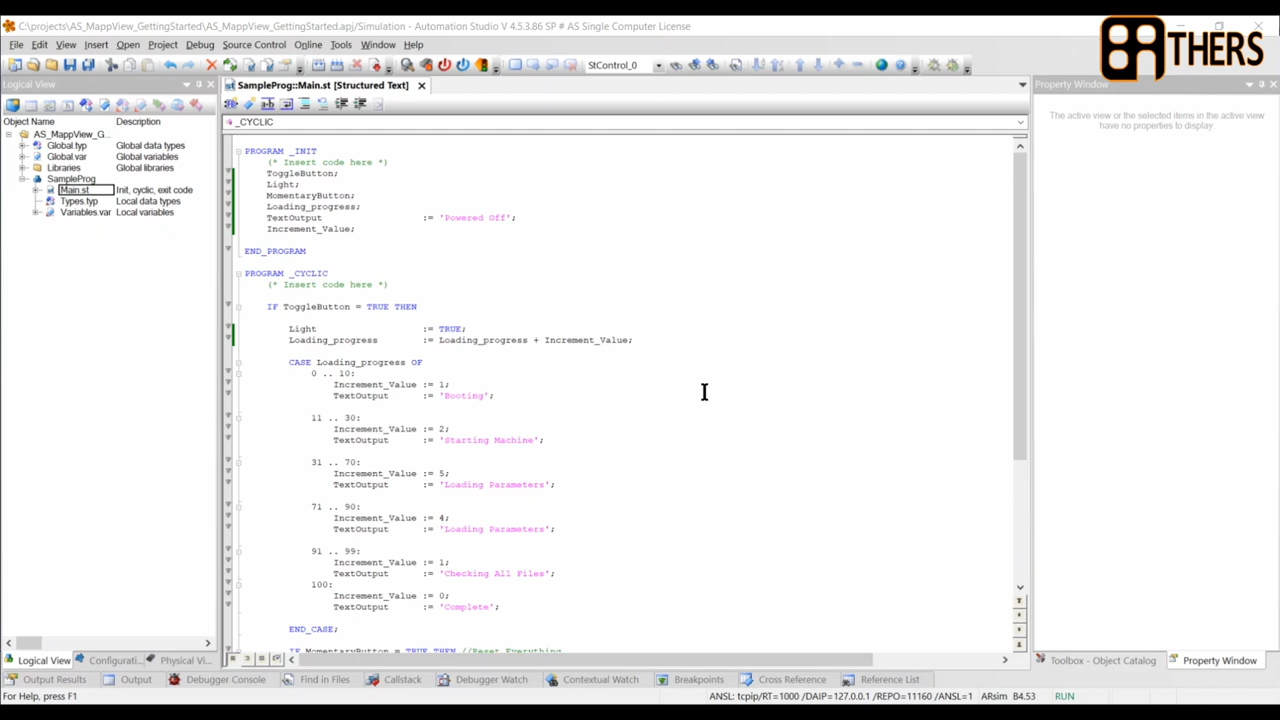 C:\projects\AS_MappView_GettingStarted\AS_MappView_GettingStarted.apj/Simulation - Automation Studio V 4.5.3.86 SP # AS Single Computer License
THERS
File Edit View Insert Open Project Debug Source Control Online Tools Window Help
StControl_0
Logical View
SampleProg::Main.st [Structured Text]
Property Window
Object Name Description
AS_MappView_G...
Global.typ Global data types
Global.var Global variables
Libraries Global libraries
SampleProg
Main.st Init, cyclic, exit code
Types.typ Local data types
Variables.var Local variables
_CYCLIC
The active view or the selected items in the active view have no properties to display.
PROGRAM _INIT
(* Insert code here *)
ToggleButton;
Light;
MomentaryButton;
Loading_progress;
TextOutput := 'Powered Off';
Increment_Value;
END_PROGRAM
PROGRAM _CYCLIC
(* Insert code here *)
IF ToggleButton = TRUE THEN
Light := TRUE;
Loading_progress := Loading_progress + Increment_Value;
CASE Loading_progress OF
0 .. 10:
Increment_Value := 1;
TextOutput := 'Booting';
11 .. 30:
Increment_Value := 2;
TextOutput := 'Starting Machine';
31 .. 70:
Increment_Value := 5;
TextOutput := 'Loading Parameters';
71 .. 90:
Increment_Value := 4;
TextOutput := 'Loading Parameters';
91 .. 99:
Increment_Value := 1;
TextOutput := 'Checking All Files';
100:
Increment_Value := 0;
TextOutput := 'Complete';
END_CASE;
IF MomentaryButton = TRUE THEN //Reset Everything
Logical View Configurati... Physical Vi...
Toolbox - Object Catalog Property Window
Output Results Output Debugger Console Find in Files Callstack Debugger Watch Contextual Watch Breakpoints Cross Reference Reference List
For Help, press F1 ANSL: tcpip/RT=1000 /DAIP=127.0.0.1 /REPO=11160 /ANSL=1 ARsim B4.53 RUN